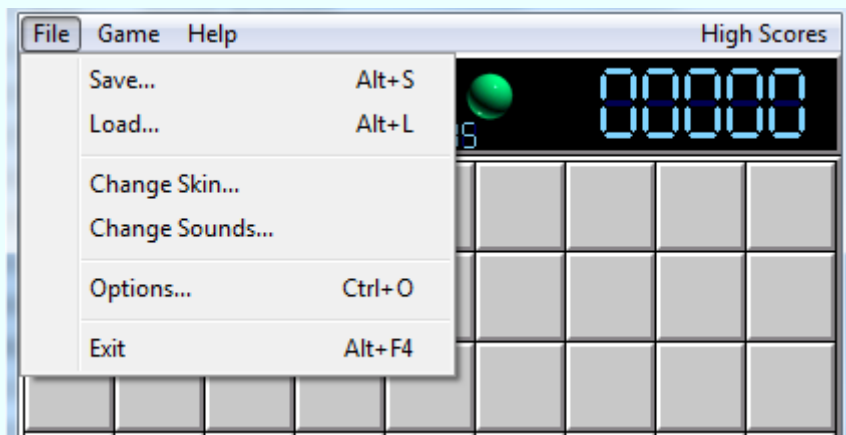 File Game Help High Scores
Save... Alt+S
Load... Alt+L
00000
Change Skin...
Change Sounds...
Options... Ctrl+O
Exit Alt+F4